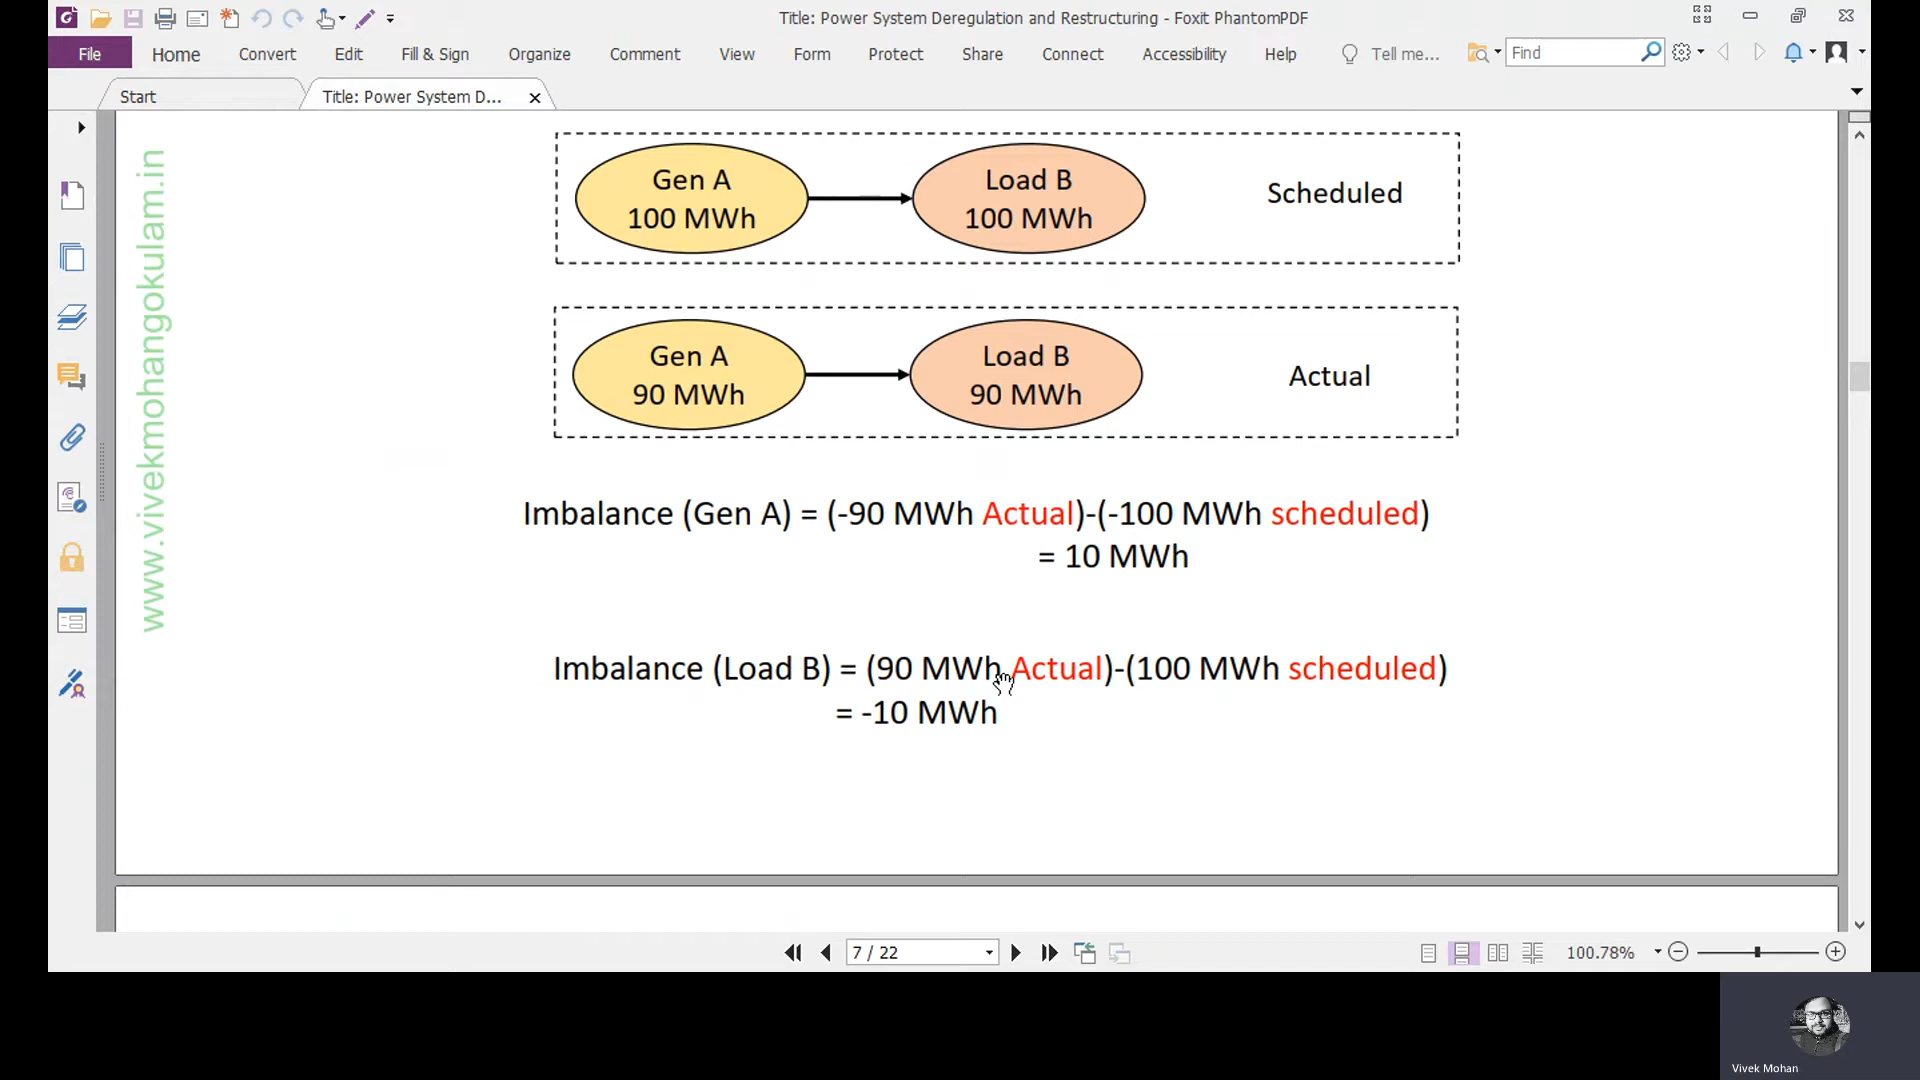 Title: Power System Deregulation and Restructuring - Foxit PhantomPDF
File Home Convert Edit Fill & Sign Organize Comment View Form Protect Share Connect Accessibility Help Tell me... Find
Start Title: Power System D...
www.vivekmohangokulam.in
Gen A
100 MWh
Load B
100 MWh
Scheduled
Gen A
90 MWh
Load B
90 MWh
Actual
Imbalance (Gen A) = (-90 MWh Actual)-(-100 MWh scheduled)
= 10 MWh
Imbalance (Load B) = (90 MWh Actual)-(100 MWh scheduled)
= -10 MWh
7 / 22
100.78%
Vivek Mohan